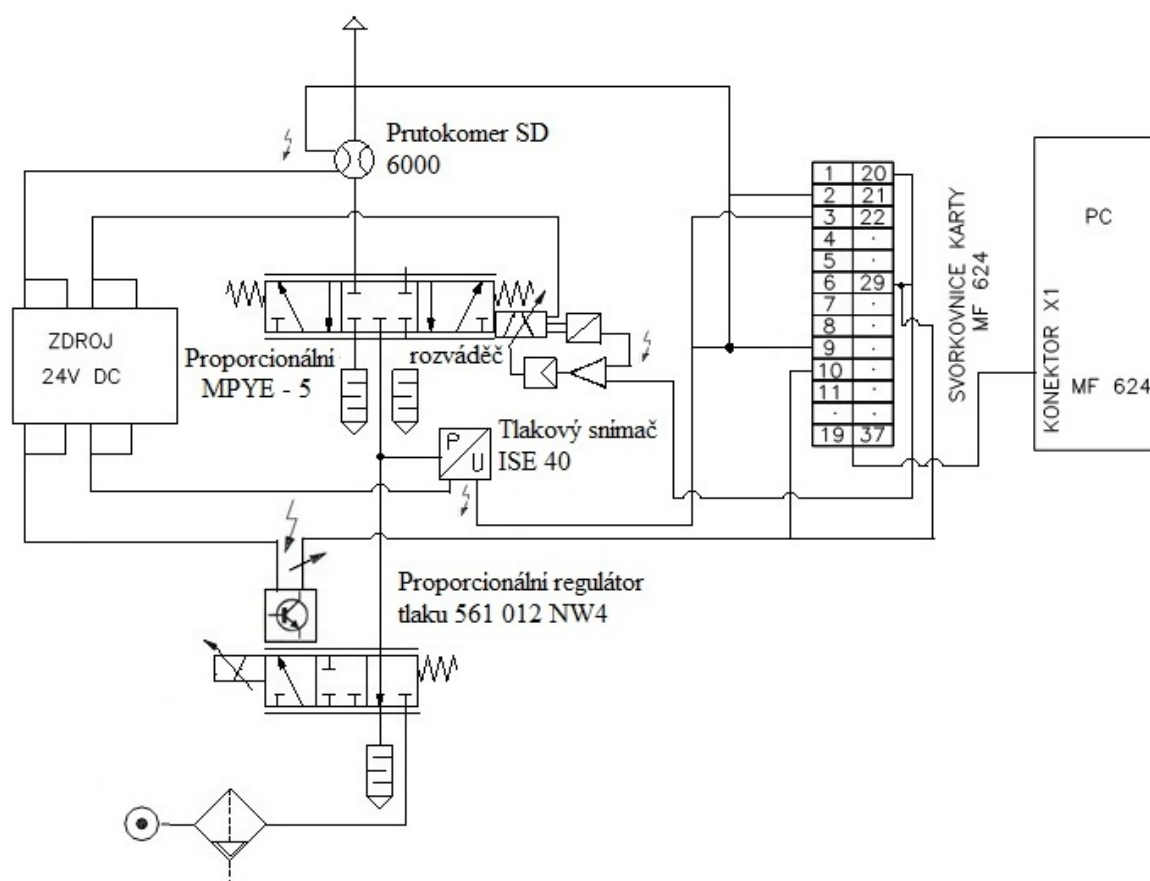 Prutokomer SD
6000
ZDROJ
24V DC
Proporcionální
MPYE - 5
rozváděč
P
U
Tlakový snímač
ISE 40
Proporcionální regulátor
tlaku 561 012 NW4
1 20
2 21
3 22
4 ·
5 ·
6 29
7 ·
8 ·
9 ·
10 ·
11 ·
· ·
19 37
SVORKOVNICE KARTY
MF 624
KONEKTOR X1
PC
MF 624